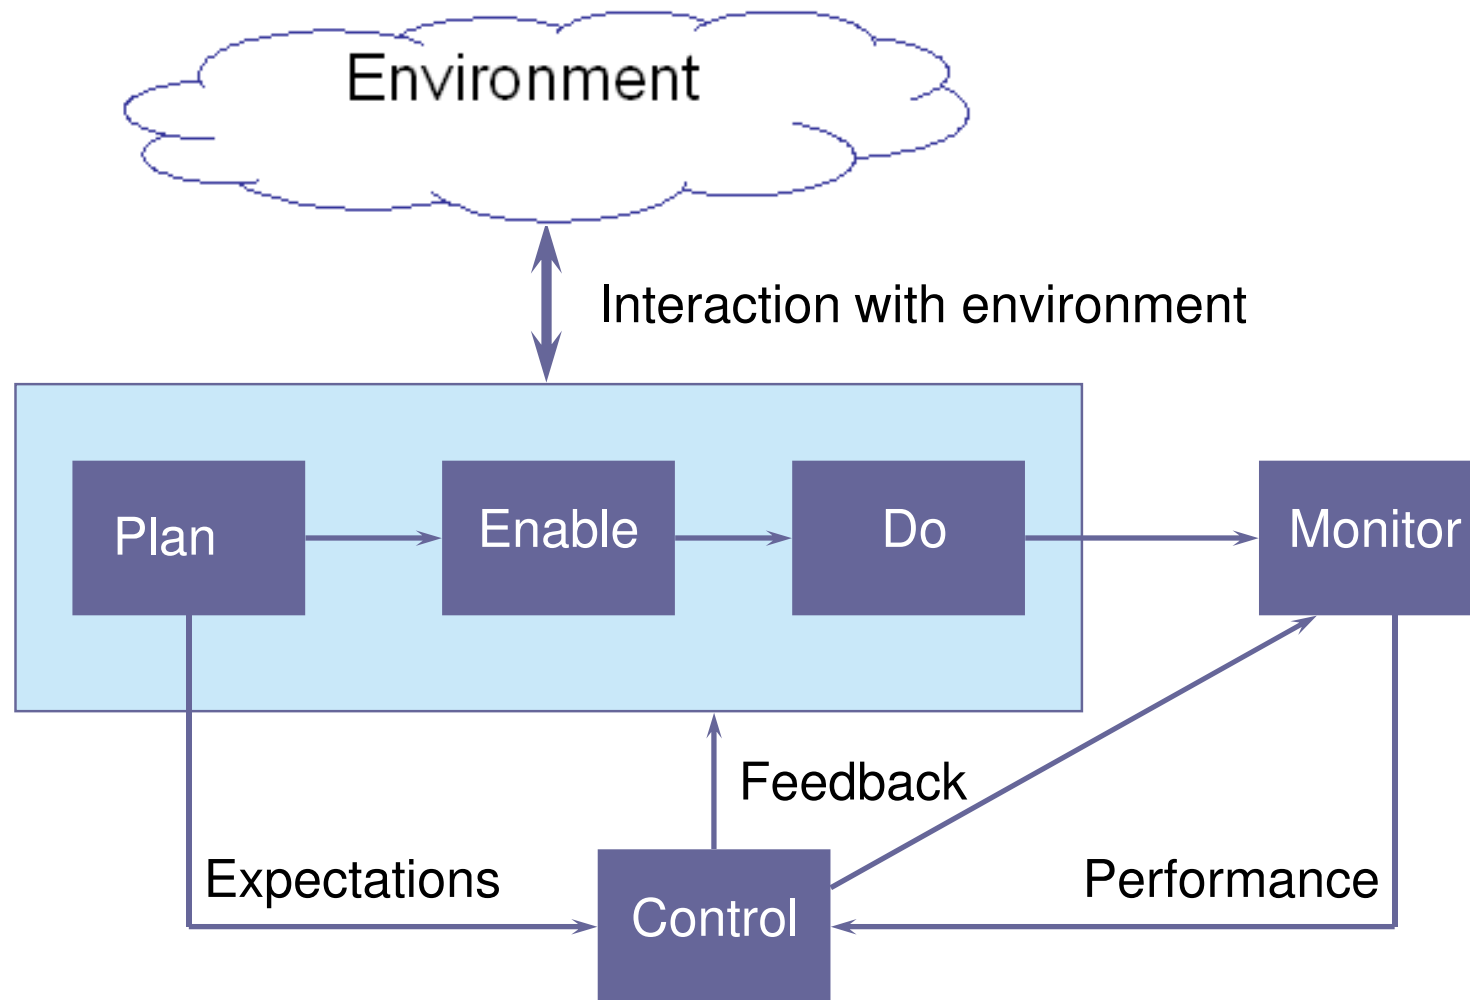 Environment
Interaction with environment
Plan
Enable
Do
Monitor
Feedback
Expectations
Performance
Control